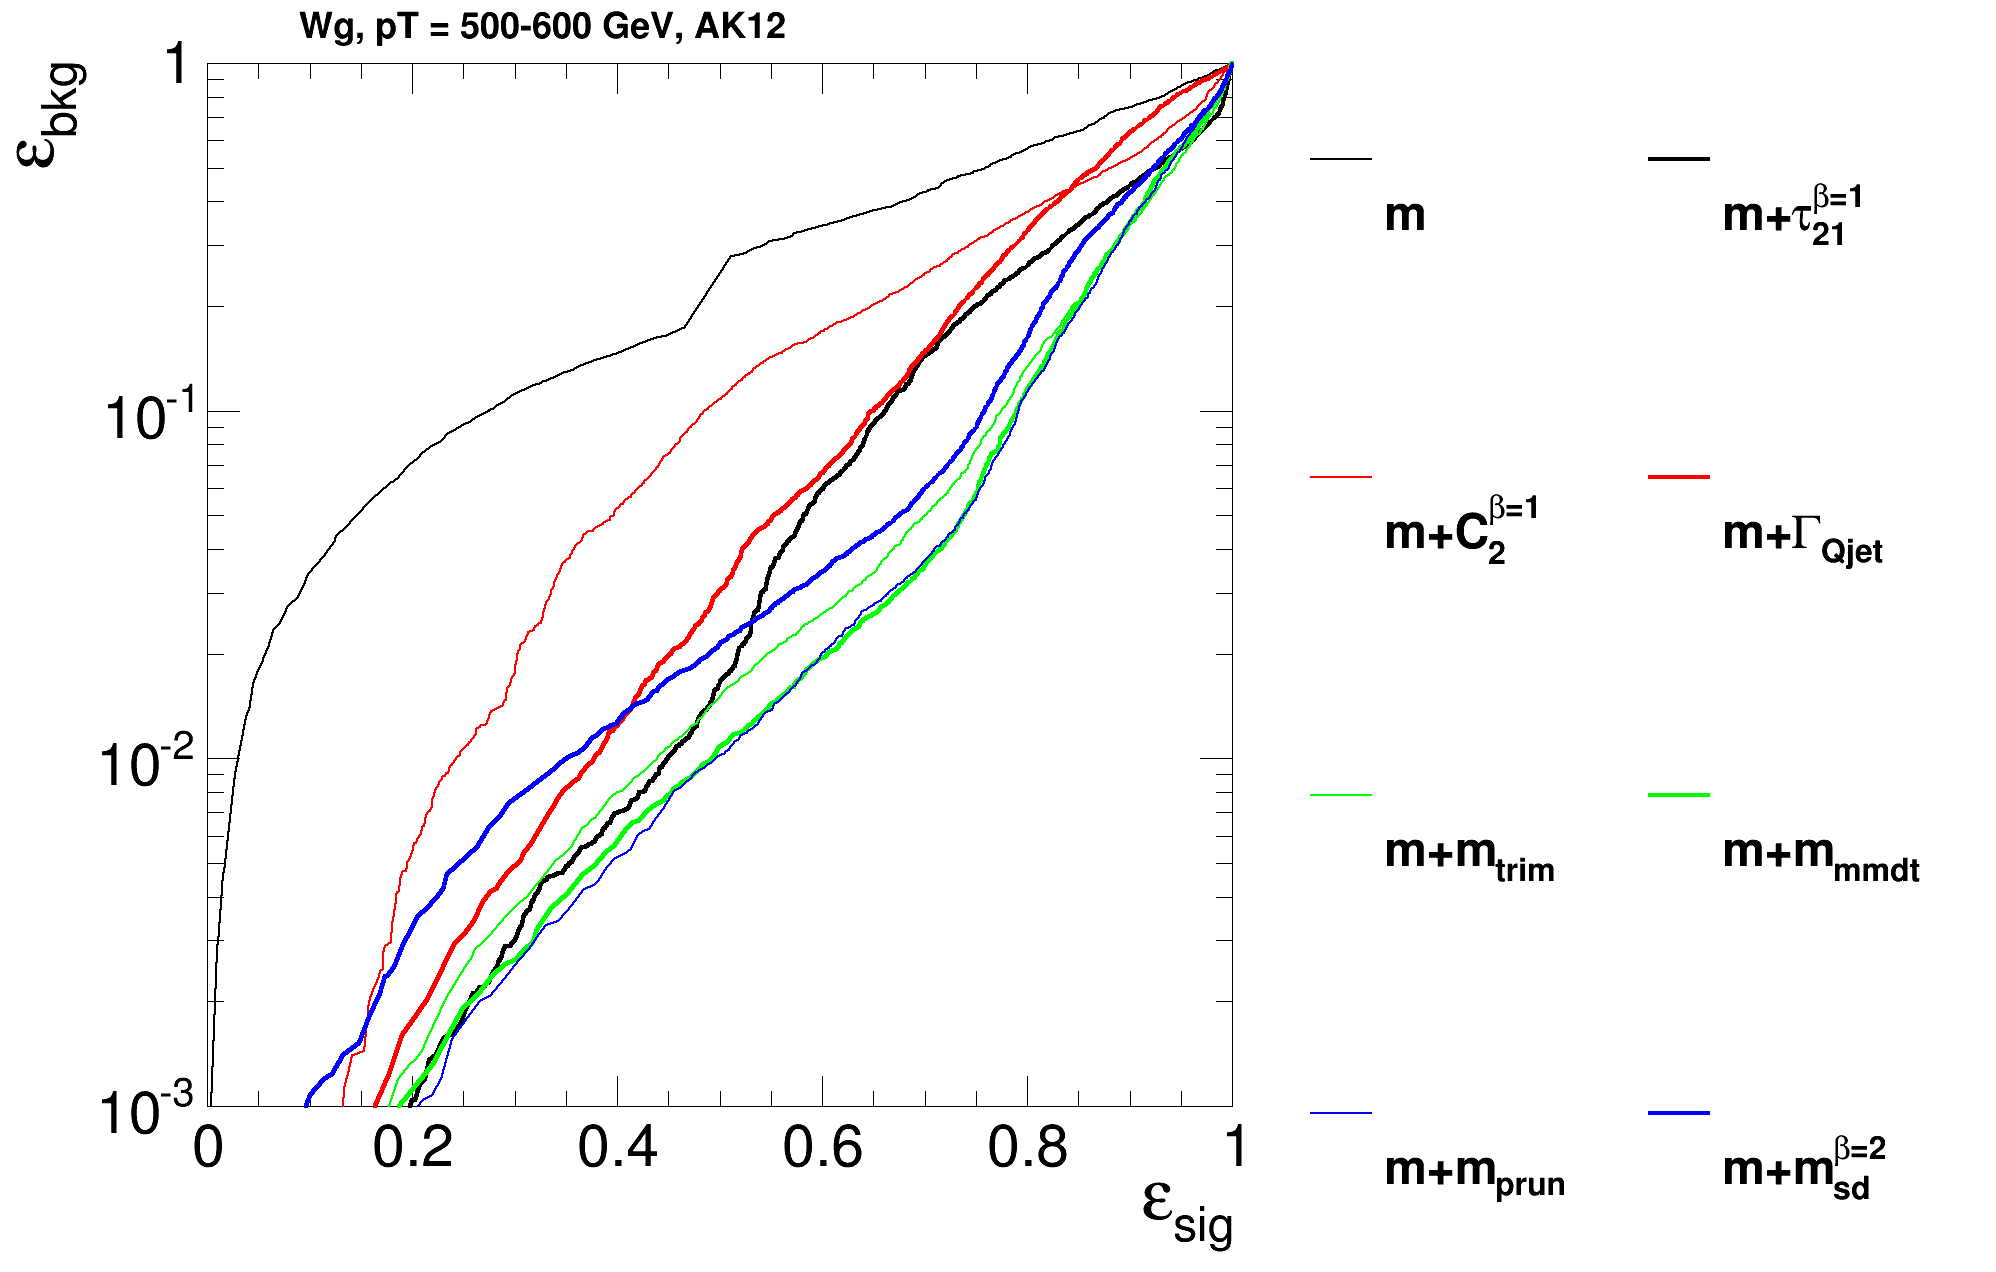 Wg, pT = 500-600 GeV, AK12
ε_bkg
1
10^-1
10^-2
10^-3
0 0.2 0.4 0.6 0.8 1
ε_sig
m
m+τ_21^β=1
m+C_2^β=1
m+Γ_Qjet
m+m_trim
m+m_mmdt
m+m_prun
m+m_sd^β=2